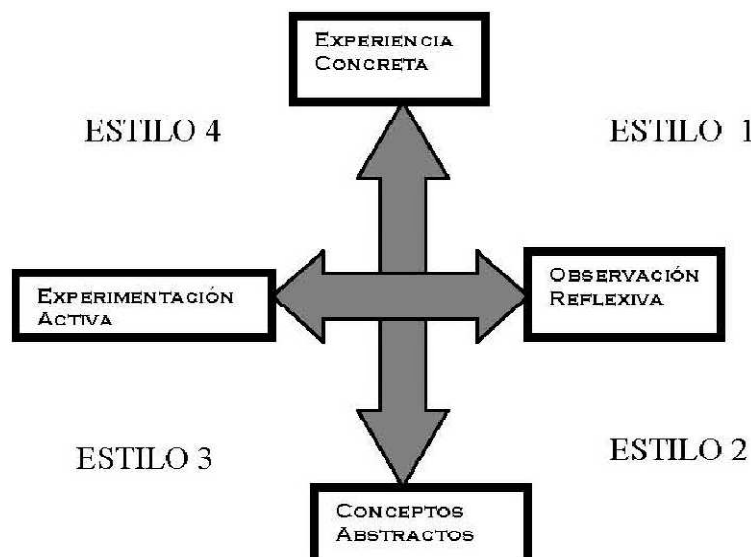 EXPERIENCIA
CONCRETA
ESTILO 4
ESTILO 1
EXPERIMENTACIÓN
ACTIVA
OBSERVACIÓN
REFLEXIVA
ESTILO 3
ESTILO 2
CONCEPTOS
ABSTRACTOS